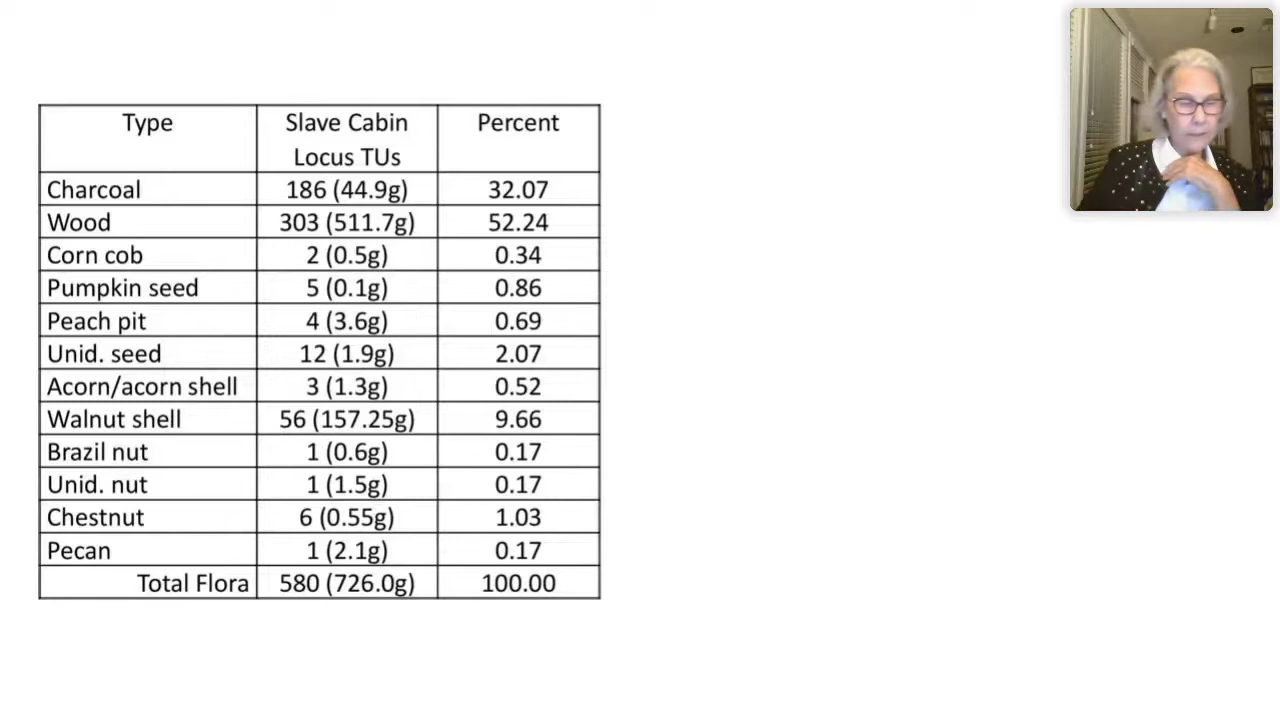 Type Slave Cabin Percent
Locus TUs
Charcoal 186 (44.9g) 32.07
Wood 303 (511.7g) 52.24
Corn cob 2 (0.5g) 0.34
Pumpkin seed 5 (0.1g) 0.86
Peach pit 4 (3.6g) 0.69
Unid. seed 12 (1.9g) 2.07
Acorn/acorn shell 3 (1.3g) 0.52
Walnut shell 56 (157.25g) 9.66
Brazil nut 1 (0.6g) 0.17
Unid. nut 1 (1.5g) 0.17
Chestnut 6 (0.55g) 1.03
Pecan 1 (2.1g) 0.17
Total Flora 580 (726.0g) 100.00